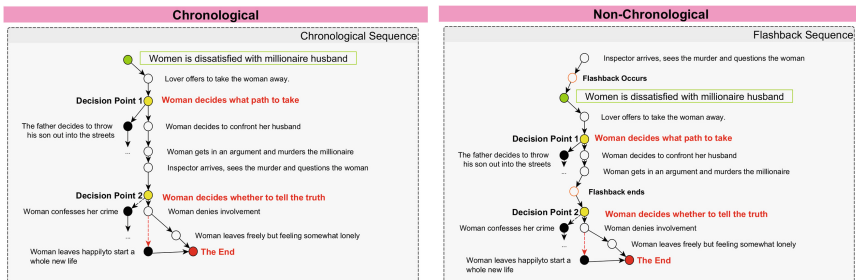 Chronological
Chronological Sequence
Women is dissatisfied with millionaire husband
Lover offers to take the woman away.
Decision Point 1
Woman decides what path to take
The father decides to throw
his son out into the streets
Woman decides to confront her husband
...
Woman gets in an argument and murders the millionaire
Inspector arrives, sees the murder and questions the woman
Decision Point 2
Woman decides whether to tell the truth
Woman confesses her crime
Woman denies involvement
...
Woman leaves freely but feeling somewhat lonely
Woman leaves happilyto start a
whole new life
The End
Non-Chronological
Flashback Sequence
Inspector arrives, sees the murder and questions the woman
Flashback Occurs
Women is dissatisfied with millionaire husband
Lover offers to take the woman away.
Decision Point 1
Woman decides what path to take
The father decides to throw
his son out into the streets
Woman decides to confront her husband
...
Woman gets in an argument and murders the millionaire
Flashback ends
Decision Point 2
Woman decides whether to tell the truth
Woman confesses her crime
Woman denies involvement
...
Woman leaves freely but feeling somewhat lonely
Woman leaves happilyto start a
whole new life
The End